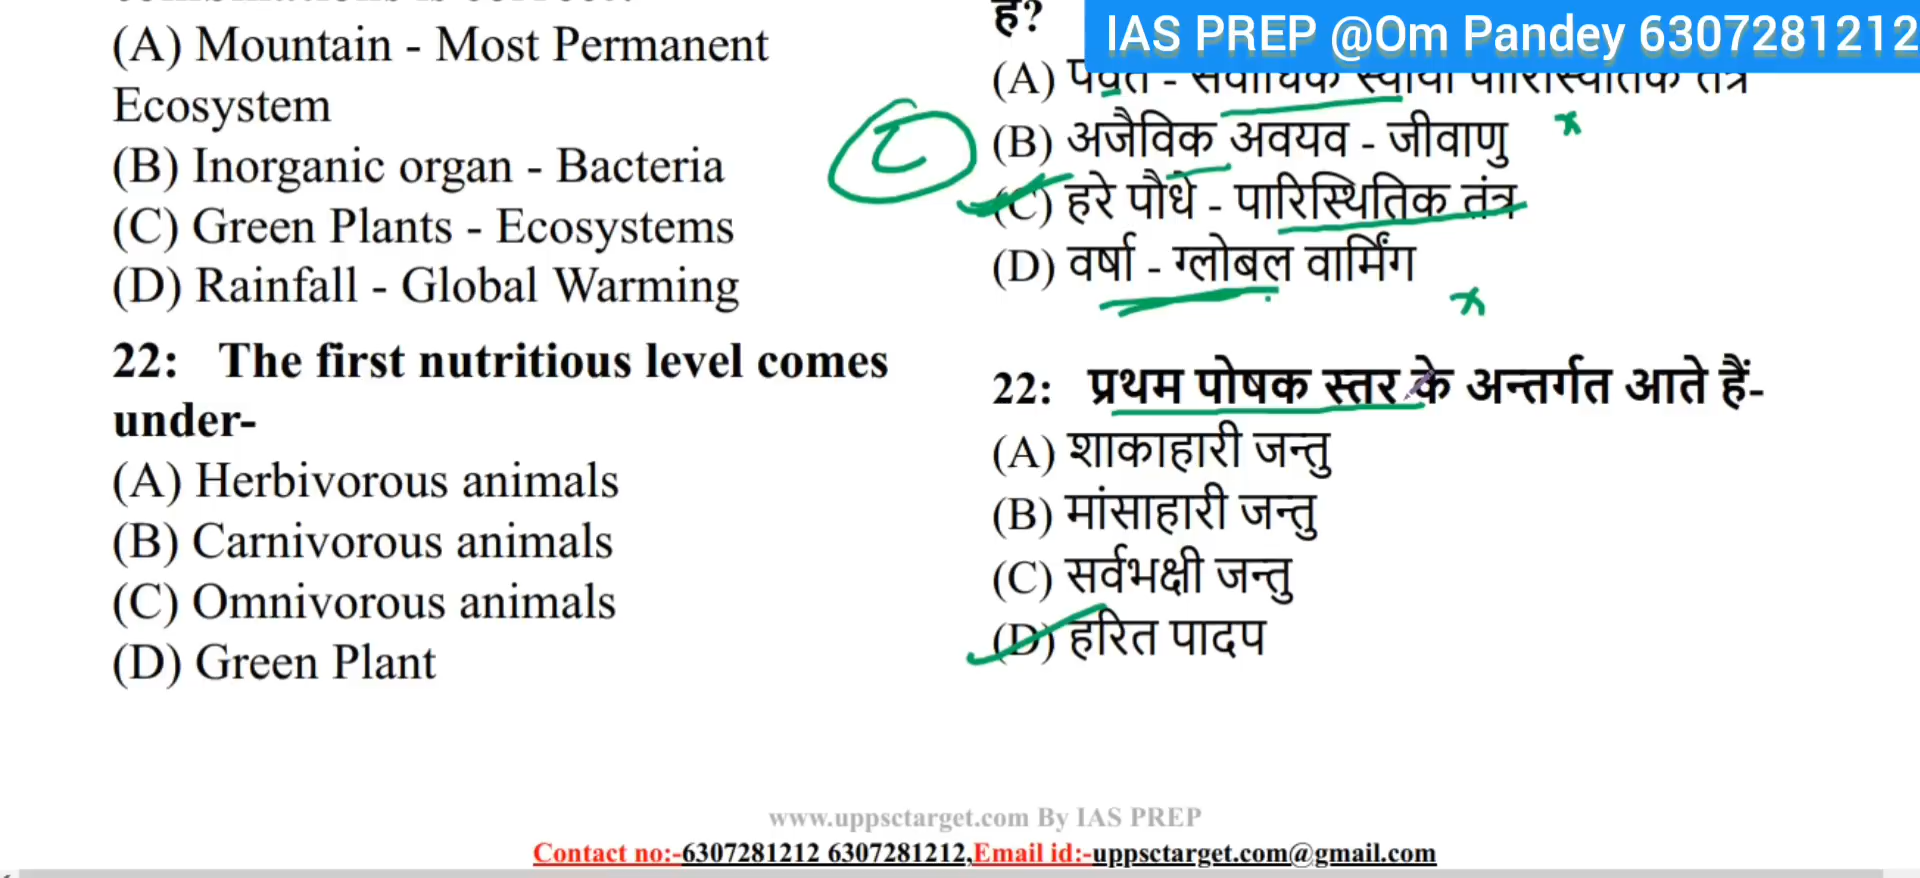 (A) Mountain - Most Permanent
Ecosystem
(B) Inorganic organ - Bacteria
(C) Green Plants - Ecosystems
(D) Rainfall - Global Warming
22: The first nutritious level comes
under-
(A) Herbivorous animals
(B) Carnivorous animals
(C) Omnivorous animals
(D) Green Plant
है?
IAS PREP @Om Pandey 6307281212
(A) पर्वत - सर्वाधिक स्थायी पारिस्थितिक तंत्र
C
(B) अजैविक अवयव - जीवाणु
(C) हरे पौधे - पारिस्थितिक तंत्र
(D) वर्षा - ग्लोबल वार्मिंग
22: प्रथम पोषक स्तर के अन्तर्गत आते हैं-
(A) शाकाहारी जन्तु
(B) मांसाहारी जन्तु
(C) सर्वभक्षी जन्तु
(D) हरित पादप
www.uppsctarget.com By IAS PREP
Contact no:-6307281212 6307281212,Email id:-uppsctarget.com@gmail.com